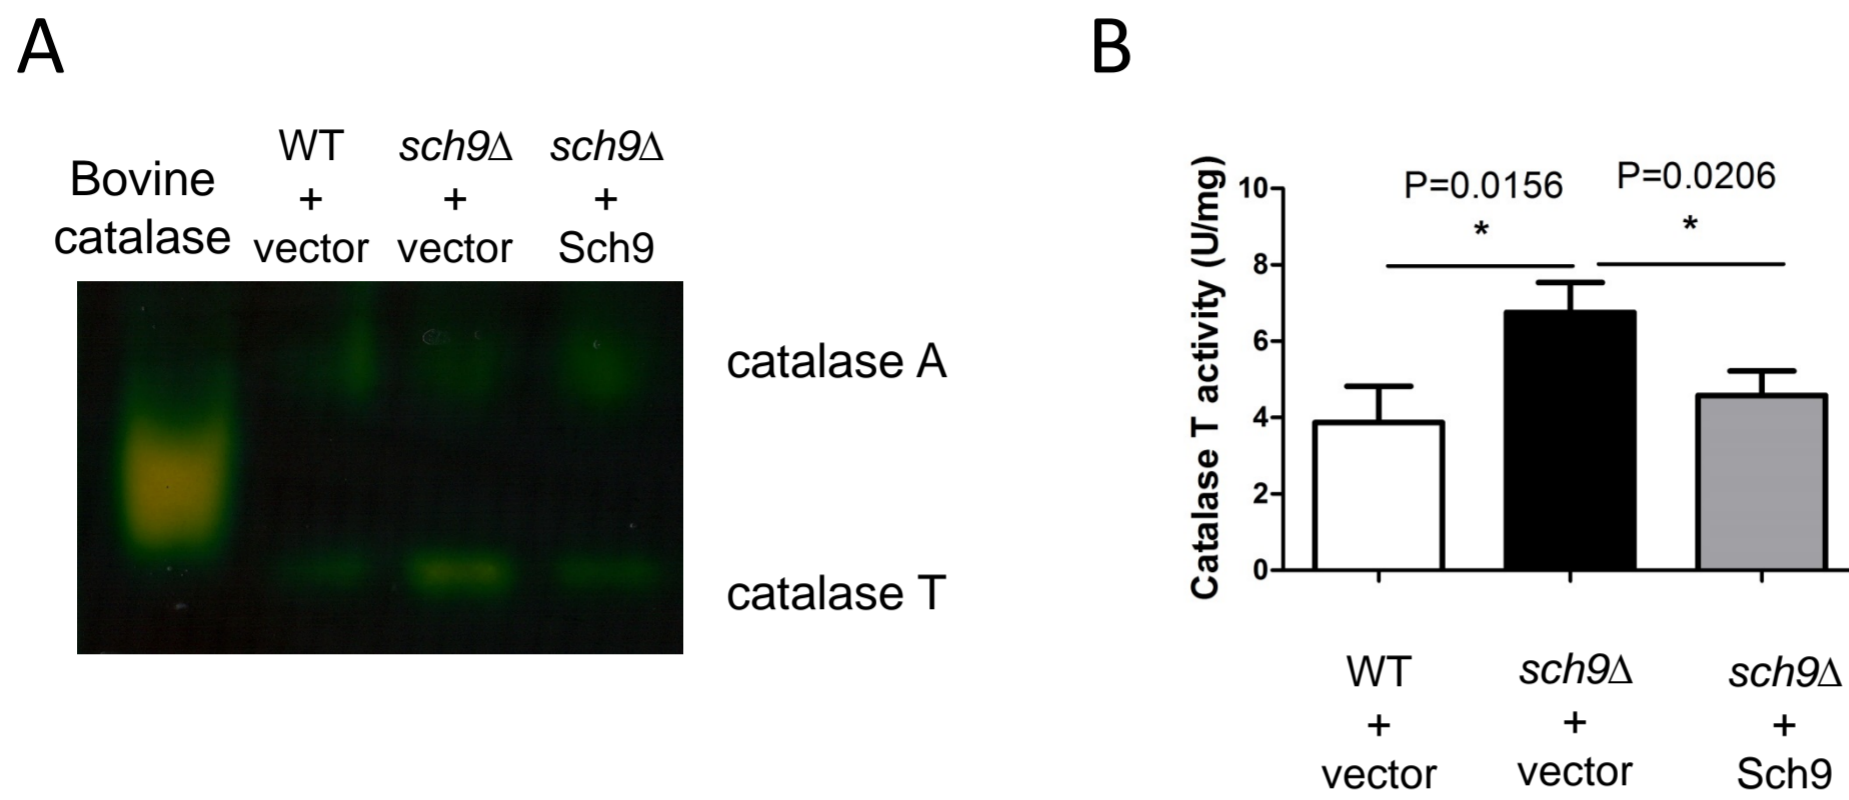 A
Bovine
catalase
WT
+
vector
sch9Δ
+
vector
sch9Δ
+
Sch9
catalase A
catalase T
B
Catalase T activity (U/mg)
10
8
6
4
2
0
P=0.0156
*
P=0.0206
*
WT
+
vector
sch9Δ
+
vector
sch9Δ
+
Sch9